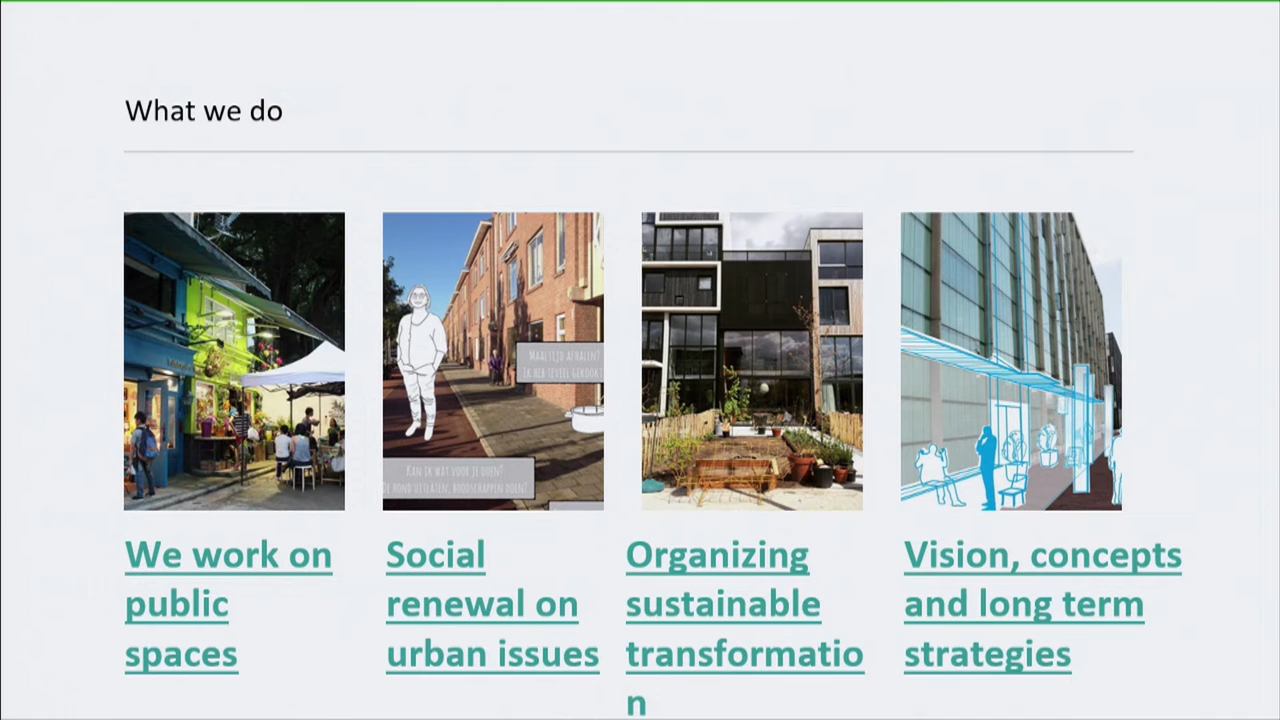 What we do
MAALTIJD AFHALEN?
IK HEB TEVEEL GEKOOKT
KAN IK WAT VOOR JE DOEN?
DE HOND UITLATEN, BOODSCHAPPEN DOEN?
We work on
public
spaces
Social
renewal on
urban issues
Organizing
sustainable
transformatio
n
Vision, concepts
and long term
strategies